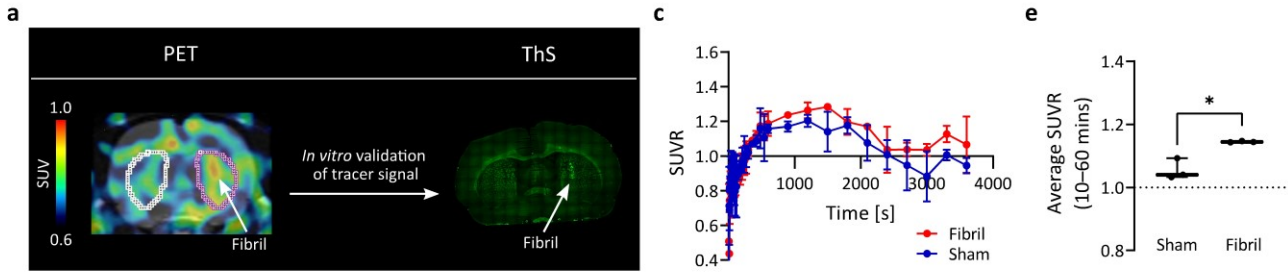 a
PET
ThS
1.0
SUV
0.6
In vitro validation
of tracer signal
Fibril
Fibril
c
SUVR
1.6
1.4
1.2
1.0
0.8
0.6
0.4
1000
2000
3000
4000
Time [s]
Fibril
Sham
e
Average SUVR
(10–60 mins)
1.4
1.2
1.0
0.8
*
Sham
Fibril